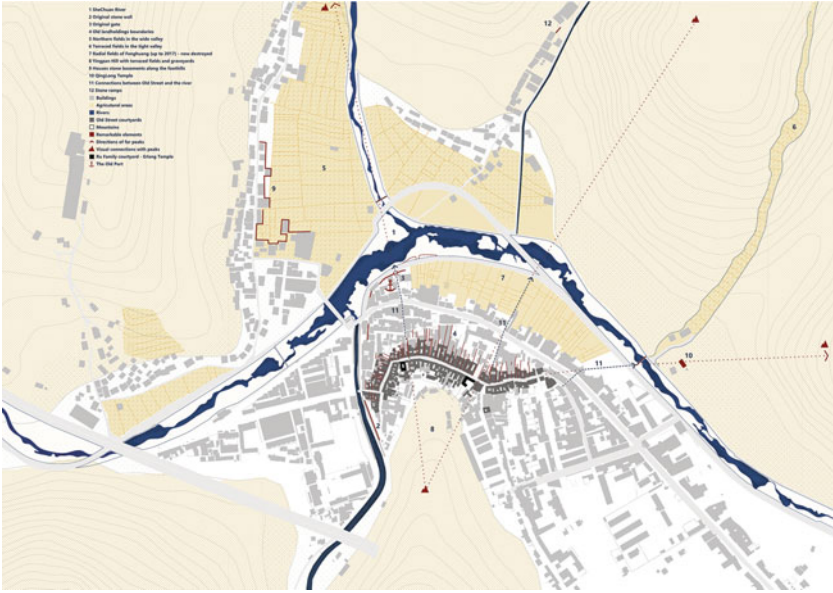 1 SheChuan River
2 Original stone wall
3 Original gate
4 Old landholdings boundaries
5 Northern fields in the wide valley
6 Terraced fields in the tight valley
7 Radial fields of Fenghuang (up to 2017) - now destroyed
8 Yingpan Hill with terraced fields and graveyards
9 Houses stone basements along the foothills
10 QingLong Temple
11 Connections between Old Street and the river
12 Stone ramps
Buildings
Agricultural areas
Rivers
Old Street courtyards
Mountains
Remarkable elements
Directions of far peaks
Visual connections with peaks
family courtyard - Erlang Temple
The Old Port
12
6
5
9
1
7
3
11
4
11
11
10
2
8